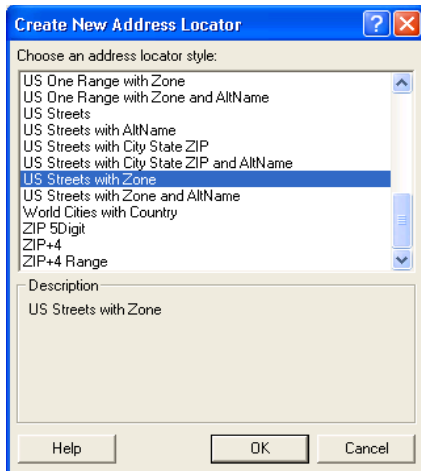 Create New Address Locator
Choose an address locator style:
US One Range with Zone
US One Range with Zone and AltName
US Streets
US Streets with AltName
US Streets with City State ZIP
US Streets with City State ZIP and AltName
US Streets with Zone
US Streets with Zone and AltName
World Cities with Country
ZIP 5Digit
ZIP+4
ZIP+4 Range
Description
US Streets with Zone
Help OK Cancel